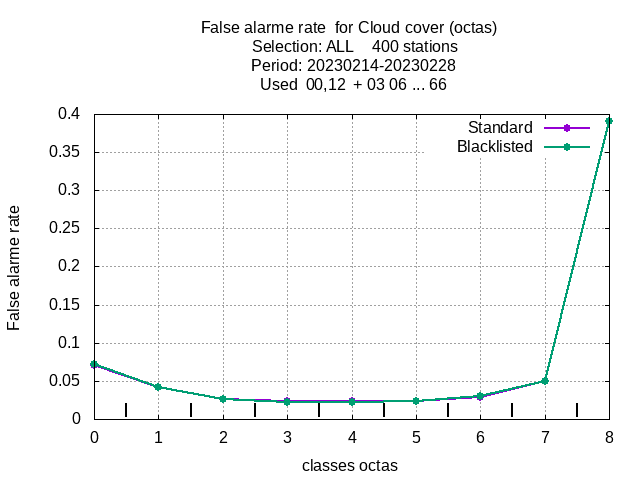 False alarme rate for Cloud cover (octas)
Selection: ALL 400 stations
Period: 20230214-20230228
Used 00,12 + 03 06 ... 66
Standard
Blacklisted
0.4
0.35
0.3
0.25
0.2
0.15
0.1
0.05
0
False alarme rate
0 1 2 3 4 5 6 7 8
classes octas